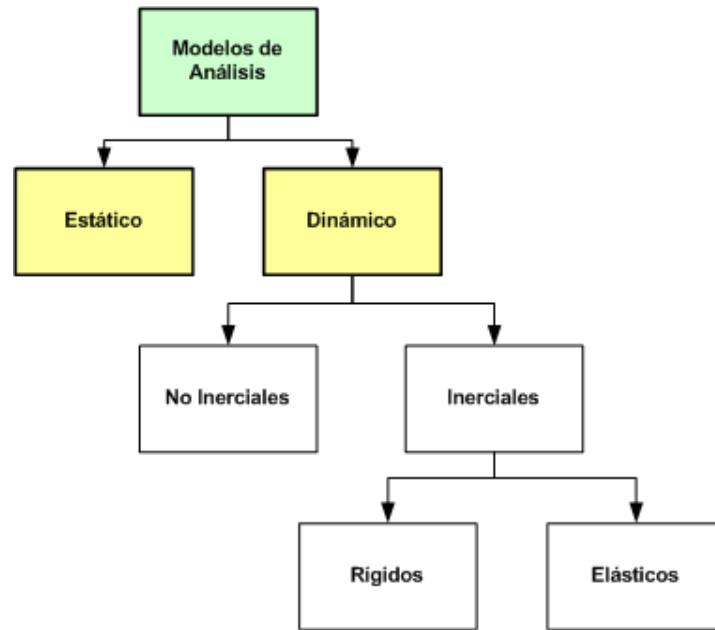 Modelos de
Análisis
Estático
Dinámico
No Inerciales
Inerciales
Rígidos
Elásticos